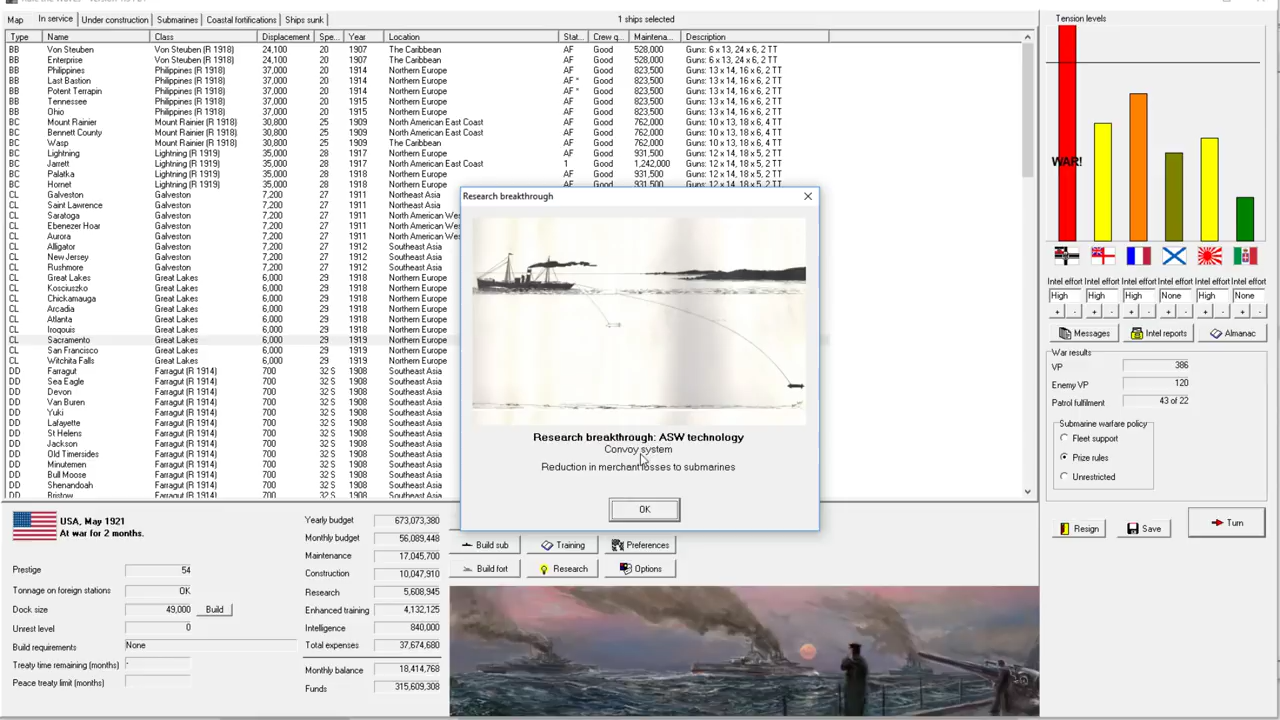 Map In service Under construction Submarines Coastal fortifications Ships sunk 1 ships selected
Type Name Class Displacement Spe... Year Location Stat... Crew q... Maintena... Description
BB Von Steuben Von Steuben (R 1918) 24,100 20 1907 The Caribbean AF Good 528,000 Guns: 6 x 13, 24 x 6, 2 TT
BB Enterprise Von Steuben (R 1918) 24,100 20 1907 The Caribbean AF Good 528,000 Guns: 6 x 13, 24 x 6, 2 TT
BB Philippines Philippines (R 1918) 37,000 20 1914 Northern Europe AF Good 823,500 Guns: 13 x 14, 16 x 6, 2 TT
BB Last Bastion Philippines (R 1918) 37,000 20 1914 Northern Europe AF * Good 823,500 Guns: 13 x 14, 16 x 6, 2 TT
BB Potent Terrapin Philippines (R 1918) 37,000 20 1914 Northern Europe AF * Good 823,500 Guns: 13 x 14, 16 x 6, 2 TT
BB Tennessee Philippines (R 1918) 37,000 20 1915 Northern Europe AF Good 823,500 Guns: 13 x 14, 16 x 6, 2 TT
BB Ohio Philippines (R 1918) 37,000 20 1915 Northern Europe AF Good 823,500 Guns: 13 x 14, 16 x 6, 2 TT
BC Mount Rainier Mount Rainier (R 1918) 30,800 25 1909 North American East Coast AF Good 762,000 Guns: 10 x 13, 18 x 6, 4 TT
BC Bennett County Mount Rainier (R 1918) 30,800 25 1909 North American East Coast AF Good 762,000 Guns: 10 x 13, 18 x 6, 4 TT
BC Wasp Mount Rainier (R 1918) 30,800 25 1909 The Caribbean AF Good 762,000 Guns: 10 x 13, 18 x 6, 4 TT
BC Lightning Lightning (R 1919) 35,000 28 1917 Northern Europe AF Good 931,500 Guns: 12 x 14, 18 x 5, 2 TT
BC Jarrett Lightning (R 1919) 35,000 28 1917 North American East Coast 1 Good 1,242,000 Guns: 12 x 14, 18 x 5, 2 TT
BC Palatka Lightning (R 1919) 35,000 28 1918 Northern Europe AF Good 931,500 Guns: 12 x 14, 18 x 5, 2 TT
BC Hornet Lightning (R 1919) 35,000 28 1918 Northern Europe AF Good 931,500 Guns: 12 x 14, 18 x 5, 2 TT
CL Galveston Galveston 7,200 27 1911 Northeast Asia
CL Saint Lawrence Galveston 7,200 27 1911 Northeast Asia
CL Saratoga Galveston 7,200 27 1911 North American Wes
CL Ebenezer Hoar Galveston 7,200 27 1911 North American Wes
CL Aurora Galveston 7,200 27 1911 North American Wes
CL Alligator Galveston 7,200 27 1912 Southeast Asia
CL New Jersey Galveston 7,200 27 1912 Southeast Asia
CL Rushmore Galveston 7,200 27 1912 Southeast Asia
CL Great Lakes Great Lakes 6,000 29 1918 Northern Europe
CL Kosciuszko Great Lakes 6,000 29 1918 Northern Europe
CL Chickamauga Great Lakes 6,000 29 1918 Northern Europe
CL Arcadia Great Lakes 6,000 29 1918 Northern Europe
CL Atlanta Great Lakes 6,000 29 1918 Northern Europe
CL Iroquois Great Lakes 6,000 29 1918 Northern Europe
CL Sacramento Great Lakes 6,000 29 1919 Northern Europe
CL San Francisco Great Lakes 6,000 29 1919 Northern Europe
CL Witchita Falls Great Lakes 6,000 29 1919 Northern Europe
DD Farragut Farragut (R 1914) 700 32 S 1908 Southeast Asia
DD Sea Eagle Farragut (R 1914) 700 32 S 1908 Southeast Asia
DD Devon Farragut (R 1914) 700 32 S 1908 Southeast Asia
DD Van Buren Farragut (R 1914) 700 32 S 1908 Southeast Asia
DD Yuki Farragut (R 1914) 700 32 S 1908 Southeast Asia
DD Lafayette Farragut (R 1914) 700 32 S 1908 Southeast Asia
DD St Helens Farragut (R 1914) 700 32 S 1908 Southeast Asia
DD Jackson Farragut (R 1914) 700 32 S 1908 Southeast Asia
DD Old Timersides Farragut (R 1914) 700 32 S 1908 Southeast Asia
DD Minutemen Farragut (R 1914) 700 32 S 1908 Southeast Asia
DD Bull Moose Farragut (R 1914) 700 32 S 1908 Southeast Asia
DD Shenandoah Farragut (R 1914) 700 32 S 1908 Southeast Asia
DD Bristow Farragut (R 1914) 700 32 S 1908 Southeast Asia
Research breakthrough
Research breakthrough: ASW technology
Convoy system
Reduction in merchant losses to submarines
OK
Tension levels
WAR!
Intel effort Intel effort Intel effort Intel effort Intel effort Intel effort
High High High None High None
+ - + - + - + - + - + -
Messages Intel reports Almanac
War results
VP 386
Enemy VP 120
Patrol fulfilment 43 of 22
Submarine warfare policy
Fleet support
Prize rules
Unrestricted
Resign Save Turn
USA, May 1921
At war for 2 months.
Prestige 54
Tonnage on foreign stations OK
Dock size 49,000 Build
Unrest level 0
Build requirements None
Treaty time remaining (months) -
Peace treaty limit (months)
Yearly budget 673,073,380
Monthly budget 56,089,448
Maintenance 17,045,700
Construction 10,047,910
Research 5,608,945
Enhanced training 4,132,125
Intelligence 840,000
Total expenses 37,674,680
Monthly balance 18,414,768
Funds 315,609,308
Build sub Training Preferences
Build fort Research Options